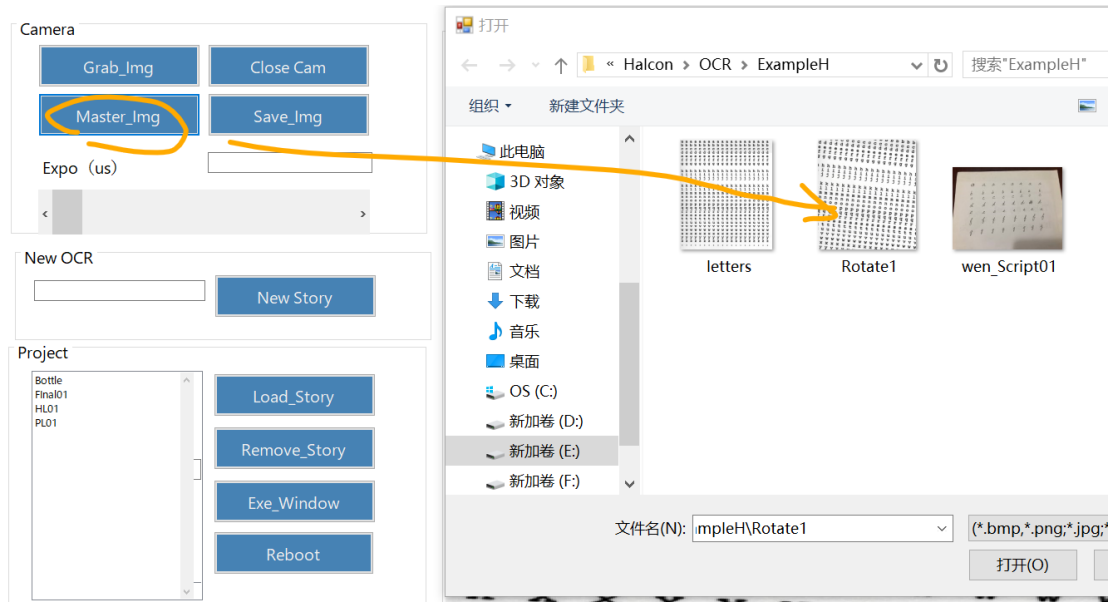 Camera
Grab_Img
Close Cam
Master_Img
Save_Img
Expo（us）
New OCR
New Story
Project
Bottle
FInal01
HL01
PL01
Load_Story
Remove_Story
Exe_Window
Reboot
打开
« Halcon › OCR › ExampleH
搜索"ExampleH"
组织
新建文件夹
此电脑
3D 对象
视频
图片
文档
下载
音乐
桌面
OS (C:)
新加卷 (D:)
新加卷 (E:)
新加卷 (F:)
letters
Rotate1
wen_Script01
文件名(N):
mpleH\Rotate1
(*.bmp,*.png;*.jpg;*
打开(O)